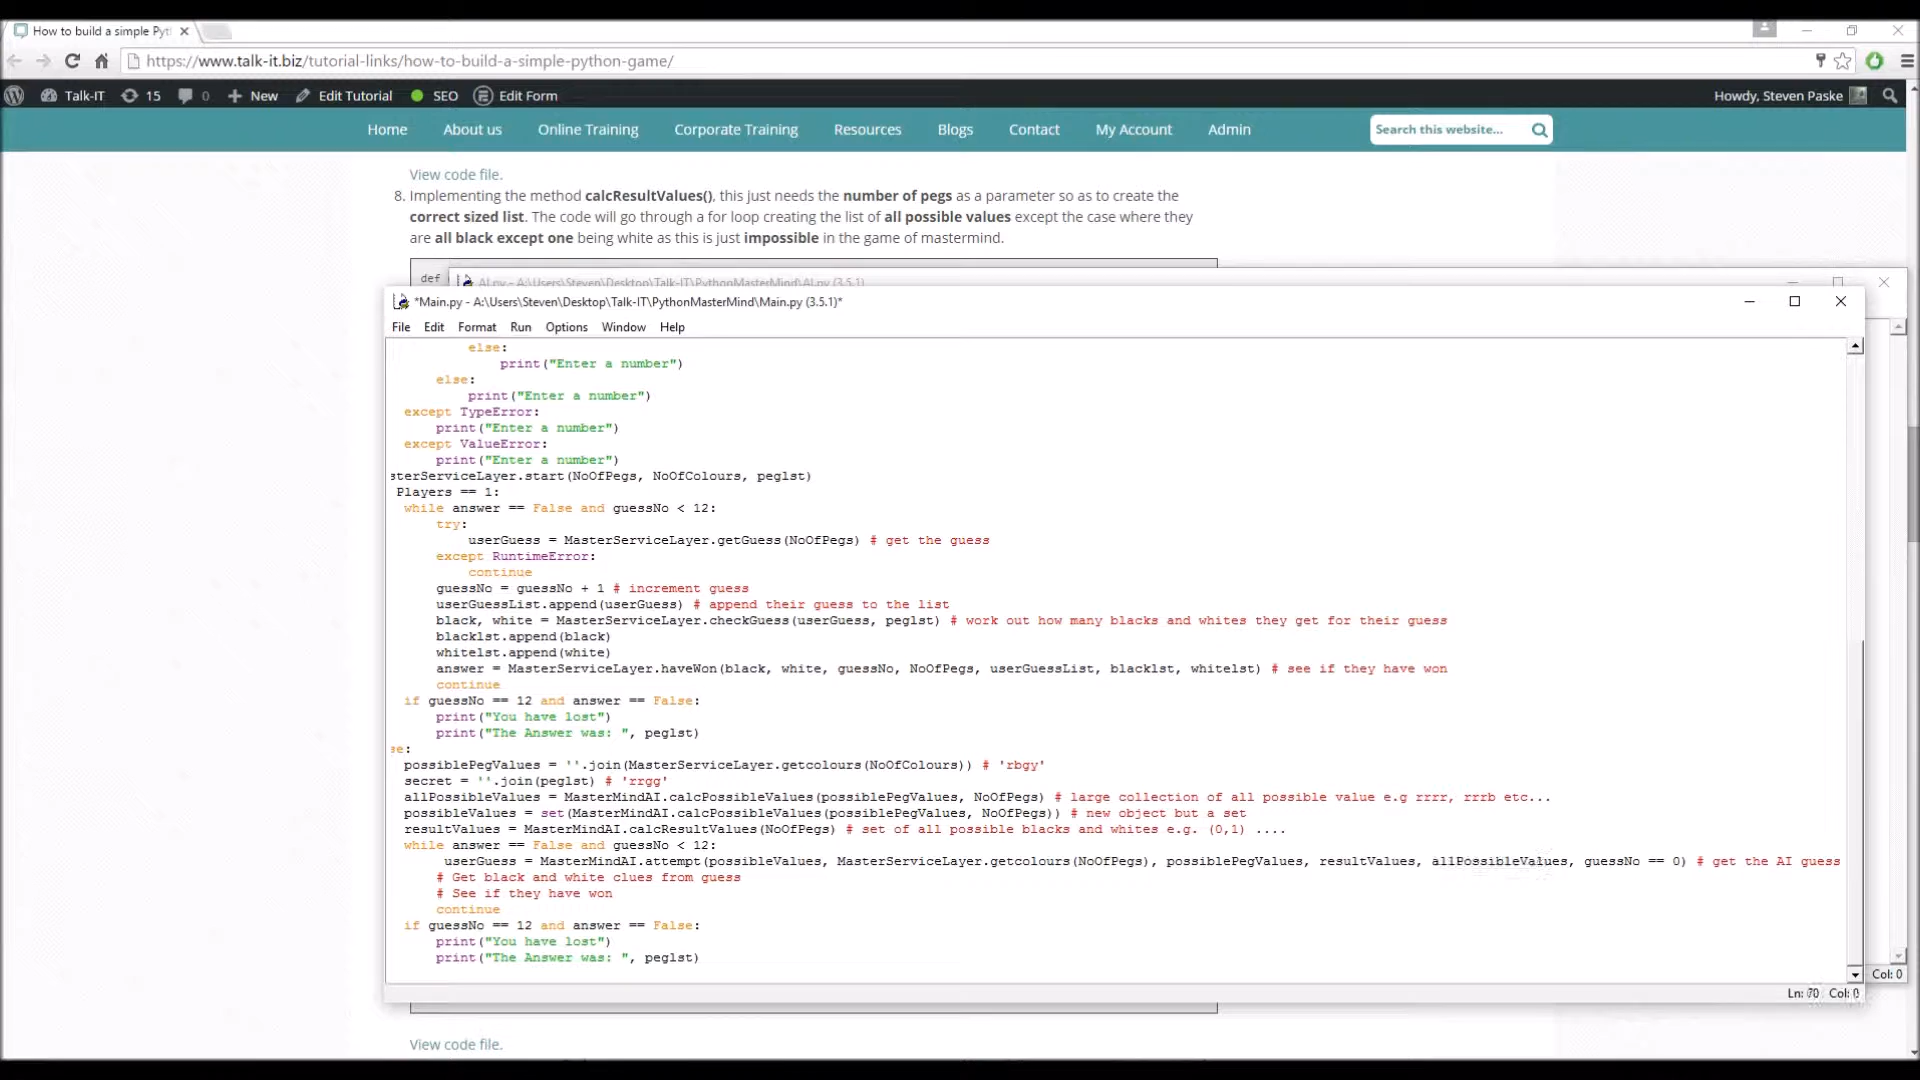 How to build a simple Pyt
https://www.talk-it.biz/tutorial-links/how-to-build-a-simple-python-game/
Talk-IT 15 0 New Edit Tutorial SEO Edit Form Howdy, Steven Paske
Home About us Online Training Corporate Training Resources Blogs Contact My Account Admin Search this website...
View code file.
8. Implementing the method calcResultValues(), this just needs the number of pegs as a parameter so as to create the
correct sized list. The code will go through a for loop creating the list of all possible values except the case where they
are all black except one being white as this is just impossible in the game of mastermind.
def
AI.py - A:\Users\Steven\Desktop\Talk-IT\PythonMasterMind\AI.py (3.5.1)
*Main.py - A:\Users\Steven\Desktop\Talk-IT\PythonMasterMind\Main.py (3.5.1)*
File Edit Format Run Options Window Help
else:
print("Enter a number")
else:
print("Enter a number")
except TypeError:
print("Enter a number")
except ValueError:
print("Enter a number")
sterServiceLayer.start(NoOfPegs, NoOfColours, peglst)
Players == 1:
while answer == False and guessNo < 12:
try:
userGuess = MasterServiceLayer.getGuess(NoOfPegs) # get the guess
except RuntimeError:
continue
guessNo = guessNo + 1 # increment guess
userGuessList.append(userGuess) # append their guess to the list
black, white = MasterServiceLayer.checkGuess(userGuess, peglst) # work out how many blacks and whites they get for their guess
blacklst.append(black)
whitelst.append(white)
answer = MasterServiceLayer.haveWon(black, white, guessNo, NoOfPegs, userGuessList, blacklst, whitelst) # see if they have won
continue
if guessNo == 12 and answer == False:
print("You have lost")
print("The Answer was: ", peglst)
se:
possiblePegValues = ''.join(MasterServiceLayer.getcolours(NoOfColours)) # 'rbgy'
secret = ''.join(peglst) # 'rrgg'
allPossibleValues = MasterMindAI.calcPossibleValues(possiblePegValues, NoOfPegs) # large collection of all possible value e.g rrrr, rrrb etc...
possibleValues = set(MasterMindAI.calcPossibleValues(possiblePegValues, NoOfPegs)) # new object but a set
resultValues = MasterMindAI.calcResultValues(NoOfPegs) # set of all possible blacks and whites e.g. (0,1) ....
while answer == False and guessNo < 12:
userGuess = MasterMindAI.attempt(possibleValues, MasterServiceLayer.getcolours(NoOfPegs), possiblePegValues, resultValues, allPossibleValues, guessNo == 0) # get the AI guess
# Get black and white clues from guess
# See if they have won
continue
if guessNo == 12 and answer == False:
print("You have lost")
print("The Answer was: ", peglst)
Col: 0
Ln: 70 Col: 0
View code file.